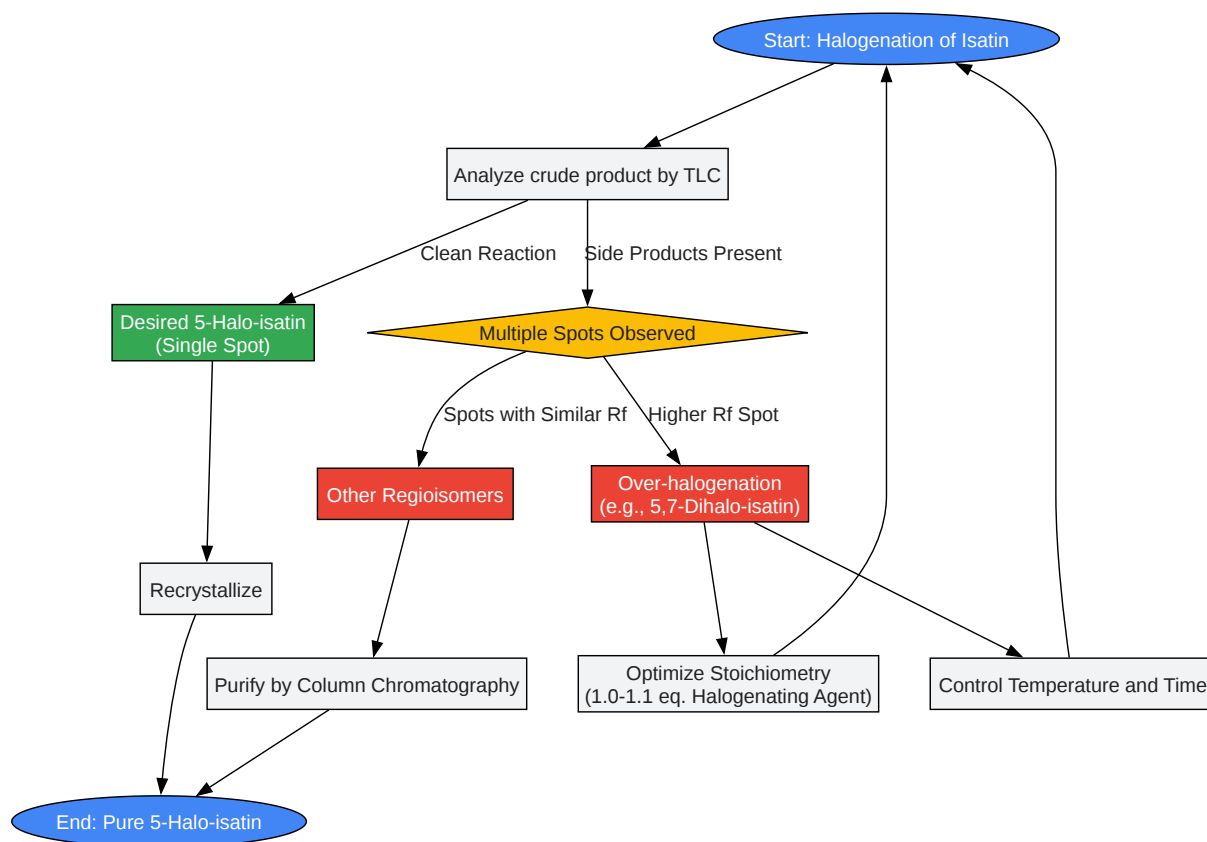 Start: Halogenation of Isatin
Analyze crude product by TLC
Clean Reaction
Side Products Present
Desired 5-Halo-isatin
(Single Spot)
Multiple Spots Observed
Spots with Similar Rf
Higher Rf Spot
Other Regioisomers
Over-halogenation
(e.g., 5,7-Dihalo-isatin)
Recrystallize
Purify by Column Chromatography
Optimize Stoichiometry
(1.0-1.1 eq. Halogenating Agent)
Control Temperature and Time
End: Pure 5-Halo-isatin